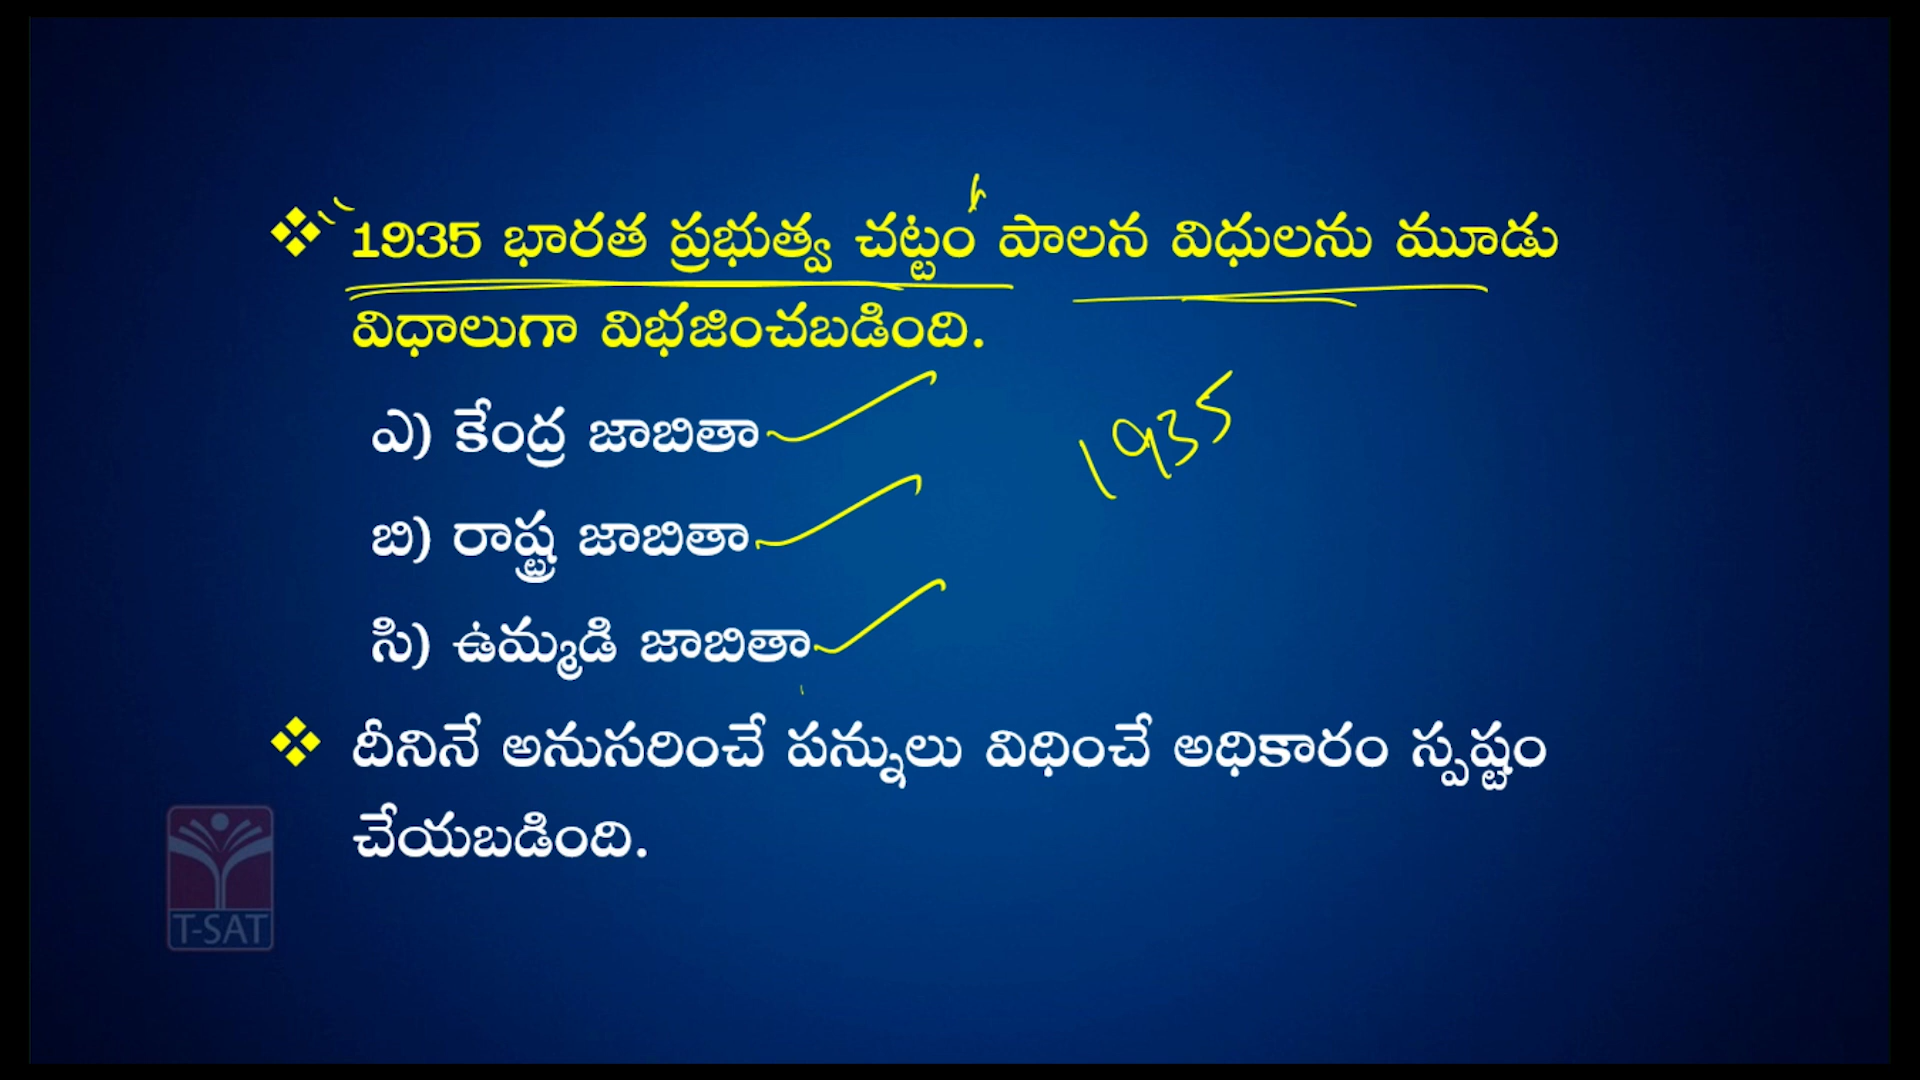 ❖ 1935 భారత ప్రభుత్వ చట్టం పాలన విధులను మూడు
విధాలుగా విభజించబడింది.
ఎ) కేంద్ర జాబితా
1935
బి) రాష్ట్ర జాబితా
సి) ఉమ్మడి జాబితా
❖ దీనినే అనుసరించే పన్నులు విధించే అధికారం స్పష్టం
చేయబడింది.
T-SAT